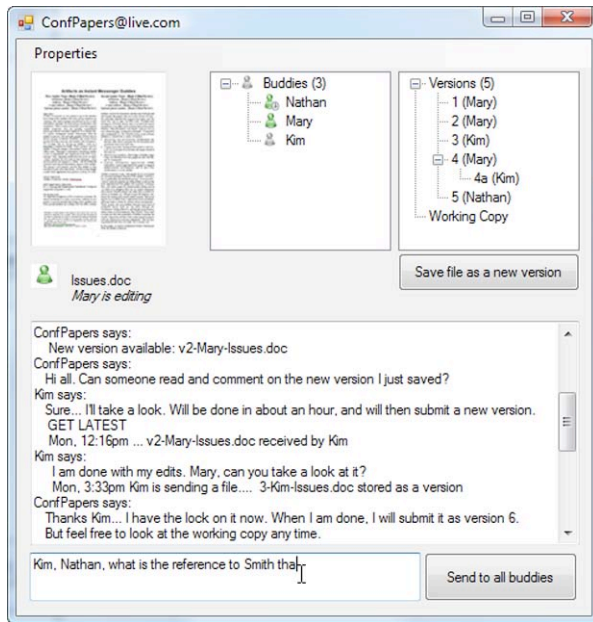 ConfPapers@live.com
Properties
Artifacts as Instant Messenger Buddies
Buddies (3)
Nathan
Mary
Kim
Versions (5)
1 (Mary)
2 (Mary)
3 (Kim)
4 (Mary)
4a (Kim)
5 (Nathan)
Working Copy
Issues.doc
Mary is editing
Save file as a new version
ConfPapers says:
New version available: v2-Mary-Issues.doc
ConfPapers says:
Hi all. Can someone read and comment on the new version I just saved?
Kim says:
Sure... I'll take a look. Will be done in about an hour, and will then submit a new version.
GET LATEST
Mon, 12:16pm ... v2-Mary-Issues.doc received by Kim
Kim says:
I am done with my edits. Mary, can you take a look at it?
Mon, 3:33pm Kim is sending a file.... 3-Kim-Issues.doc stored as a version
ConfPapers says:
Thanks Kim... I have the lock on it now. When I am done, I will submit it as version 6.
But feel free to look at the working copy any time.
Kim, Nathan, what is the reference to Smith tha
Send to all buddies